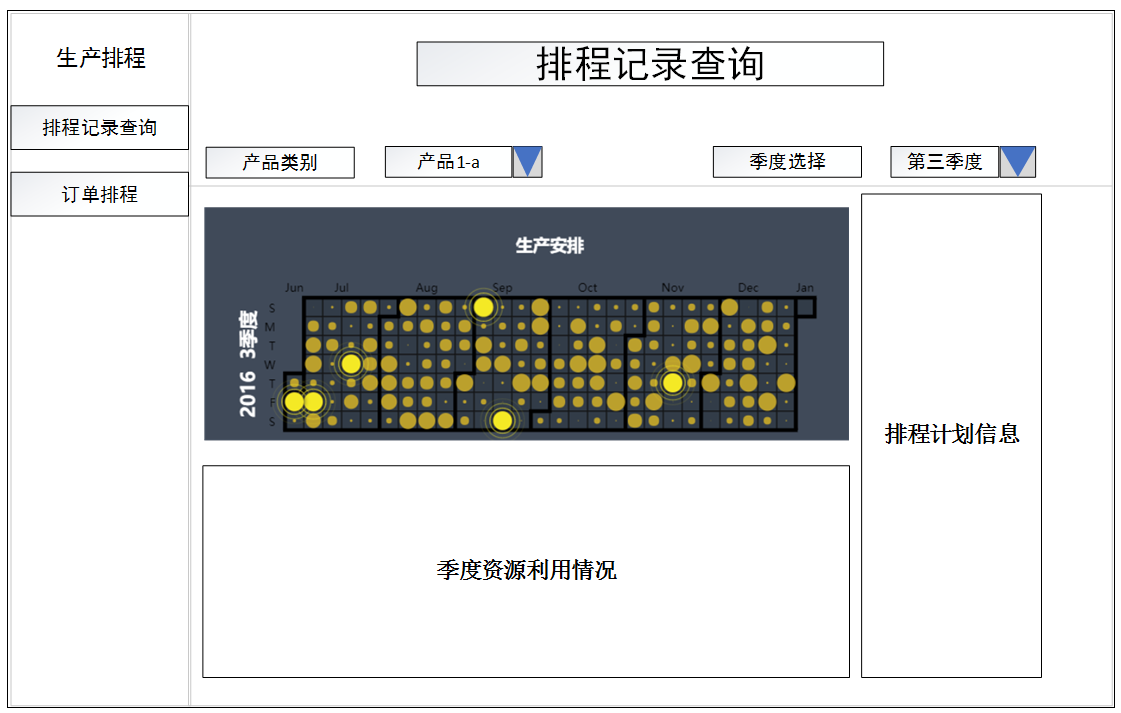 生产排程
排程记录查询
订单排程
排程记录查询
产品类别
产品1-a
季度选择
第三季度
生产安排
Jun Jul Aug Sep Oct Nov Dec Jan
2016 3季度
S
M
T
W
T
F
S
排程计划信息
季度资源利用情况